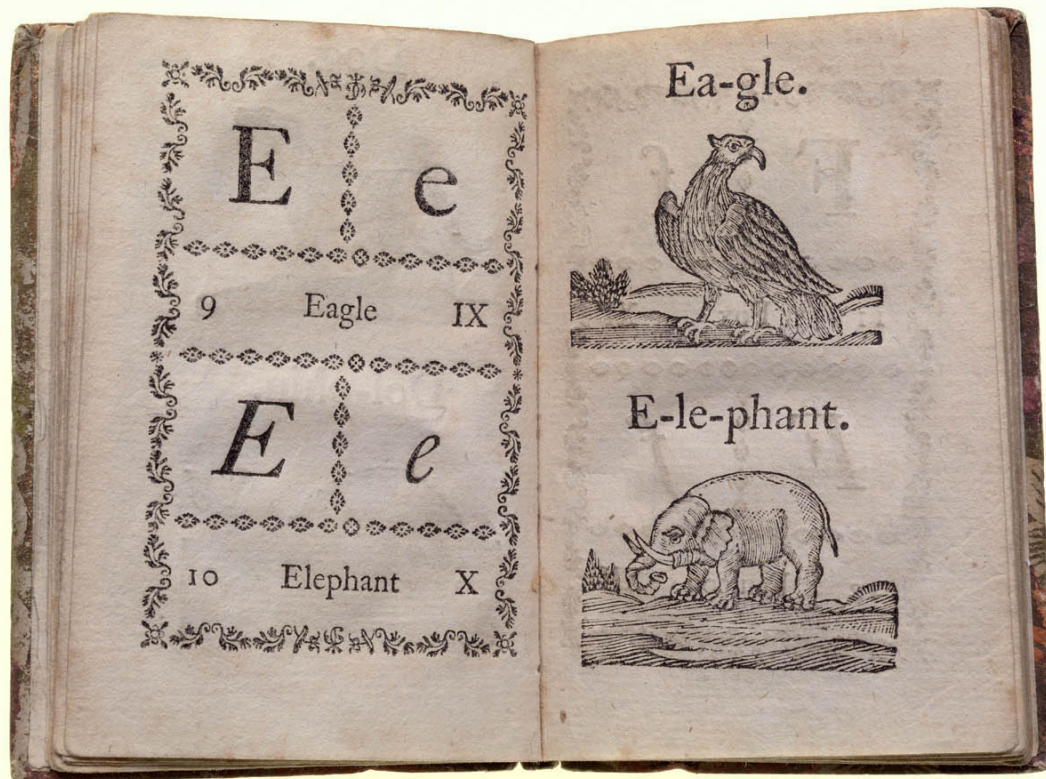 E e
9 Eagle IX
E e
10 Elephant X
Ea-gle.
E-le-phant.